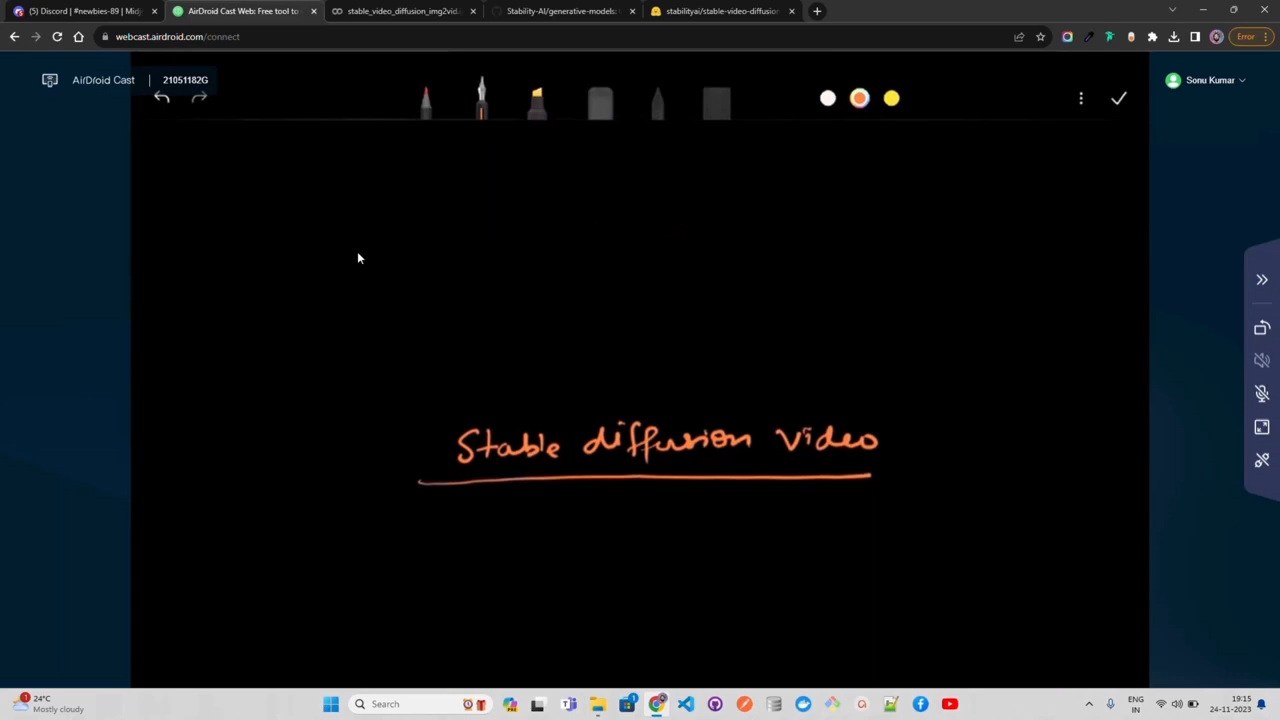 (5) Discord | #newbies-89 | Midj
AirDroid Cast Web: Free tool to
stable_video_diffusion_img2vid.
Stability-AI/generative-models:
stabilityai/stable-video-diffusion
webcast.airdroid.com/connect
Error
AirDroid Cast
21051182G
Sonu Kumar
Stable diffusion video
24°C
Mostly cloudy
Search
ENG
IN
19:15
24-11-2023